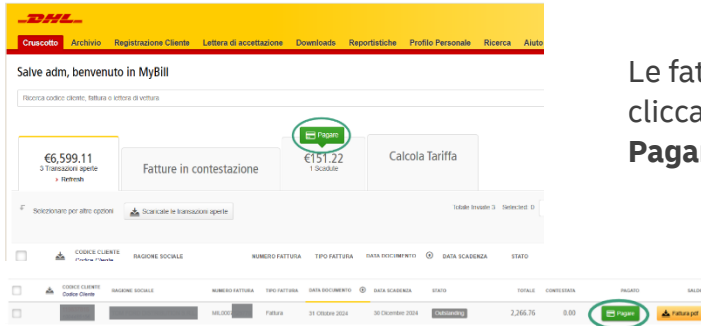 DHL
Cruscotto Archivio Registrazione Cliente Lettera di accettazione Downloads Reportistiche Profilo Personale Ricerca Aiuto
Salve adm, benvenuto in MyBill
Ricerca codice cliente, fattura o lettera di vettura
Pagare
€6,599.11
3 Transazioni aperte
Refresh
Fatture in contestazione
€151.22
1 Scadute
Calcola Tariffa
Selezionare per altre opzioni
Scaricate le transazioni aperte
Totale Inviate 3 Selected: 0
CODICE CLIENTE RAGIONE SOCIALE NUMERO FATTURA TIPO FATTURA DATA DOCUMENTO DATA SCADENZA STATO
Codice Cliente
CODICE CLIENTE RAGIONE SOCIALE NUMERO FATTURA TIPO FATTURA DATA DOCUMENTO DATA SCADENZA STATO TOTALE CONTESTATA PAGATO
Codice Cliente
Fattura 31 Ottobre 2024 30 Dicembre 2024 Outstanding 2,266.76 0.00 Pagare Fattura pdf
Le fat
clicca
Paga